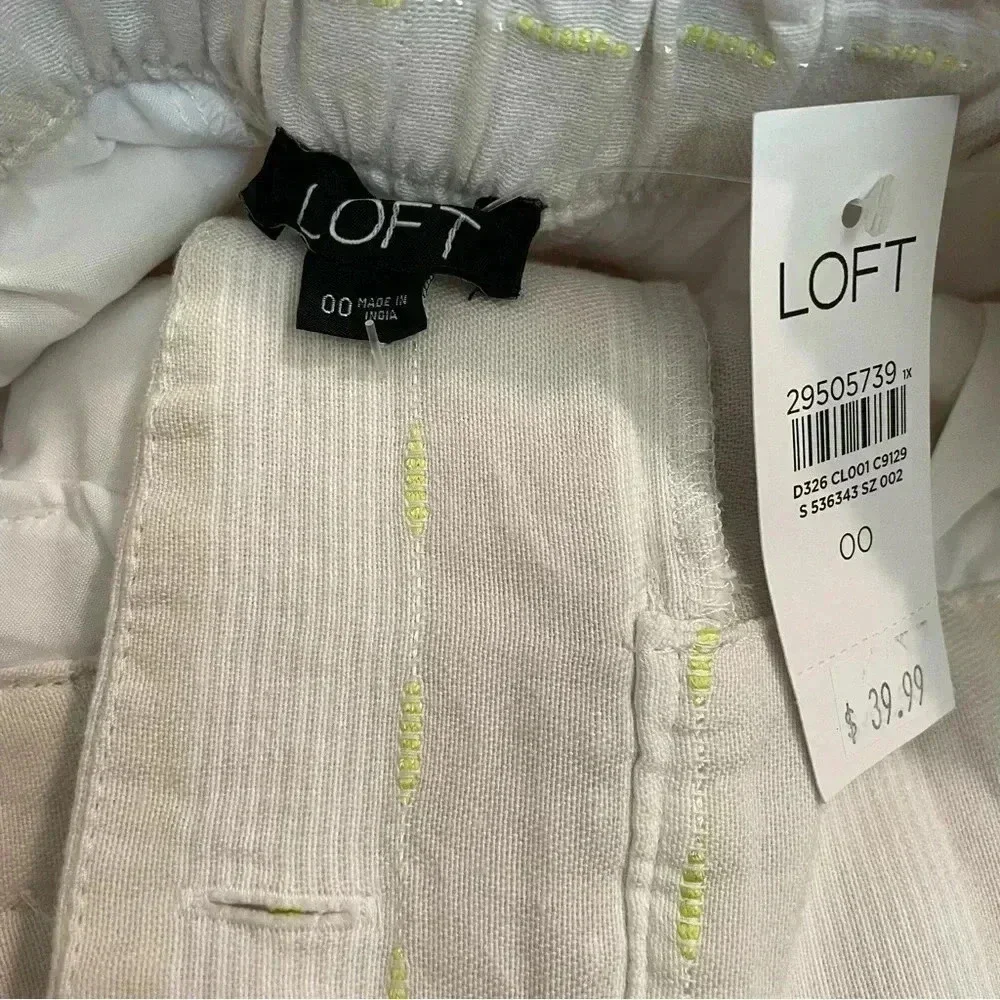 LOFT
00 MADE IN
INDIA
LOFT
29505739 1X
D326 CL001 C9129
S 536343 SZ 002
00
$ 39.99